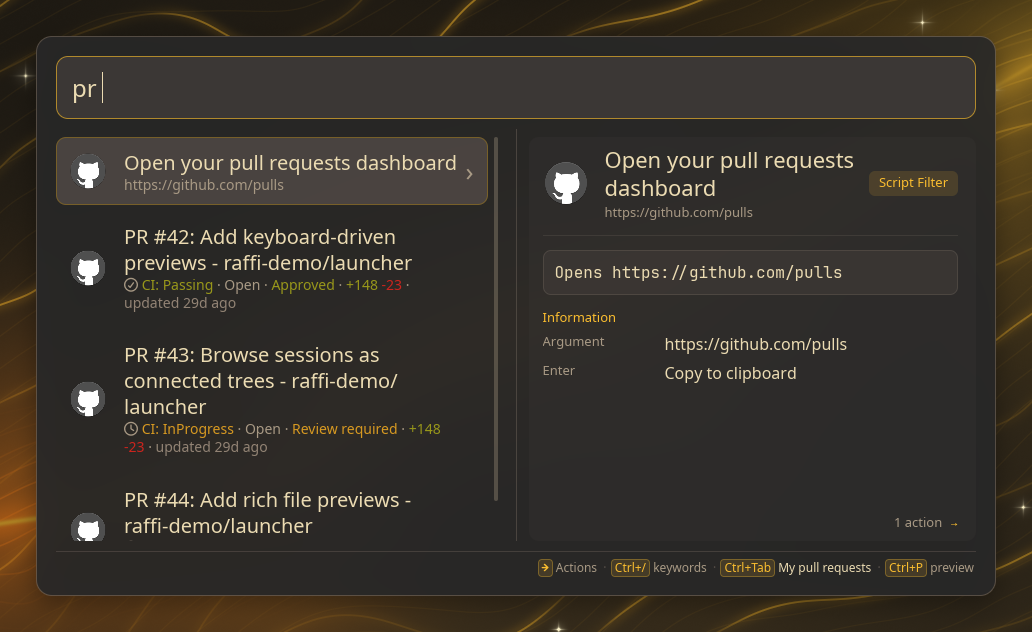 pr
Open your pull requests dashboard
https://github.com/pulls
PR #42: Add keyboard-driven
previews - raffi-demo/launcher
CI: Passing · Open · Approved · +148 -23 ·
updated 29d ago
PR #43: Browse sessions as
connected trees - raffi-demo/
launcher
CI: InProgress · Open · Review required · +148
-23 · updated 29d ago
PR #44: Add rich file previews -
raffi-demo/launcher
Open your pull requests
dashboard
https://github.com/pulls
Script Filter
Opens https://github.com/pulls
Information
Argument https://github.com/pulls
Enter Copy to clipboard
1 action →
→ Actions · Ctrl+/ keywords · Ctrl+Tab My pull requests · Ctrl+P preview